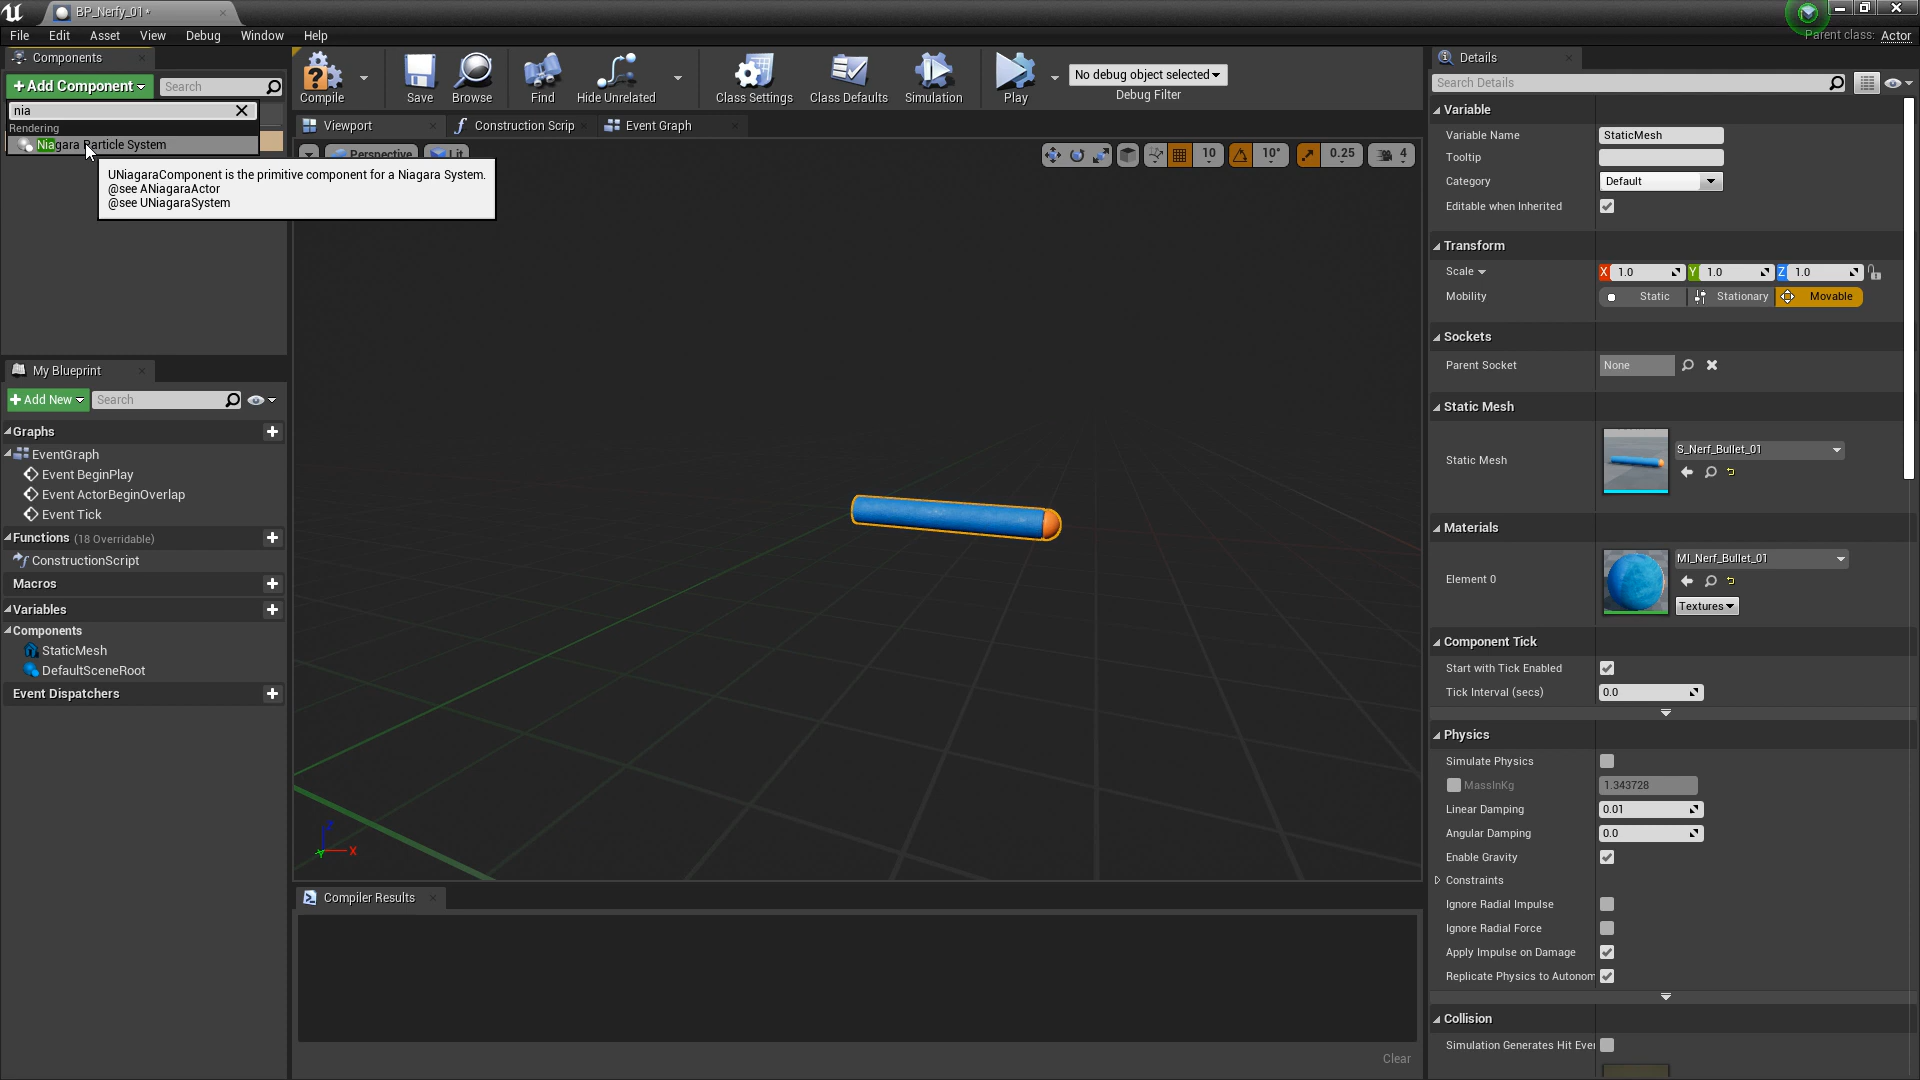 BP_Nerfy_01*
File Edit Asset View Debug Window Help
Parent class: Actor
Components
+Add Component
Search
nia
Rendering
Niagara Particle System
UNiagaraComponent is the primitive component for a Niagara System.
@see ANiagaraActor
@see UNiagaraSystem
Compile Save Browse Find Hide Unrelated Class Settings Class Defaults Simulation Play
No debug object selected
Debug Filter
Viewport Construction Scrip Event Graph
Perspective Lit
10 10° 0.25 4
X
Z
Y
My Blueprint
+Add New Search
Graphs
EventGraph
Event BeginPlay
Event ActorBeginOverlap
Event Tick
Functions (18 Overridable)
ConstructionScript
Macros
Variables
Components
StaticMesh
DefaultSceneRoot
Event Dispatchers
Compiler Results
Clear
Details
Search Details
Variable
Variable Name StaticMesh
Tooltip
Category Default
Editable when Inherited
Transform
Scale X 1.0 Y 1.0 Z 1.0
Mobility Static Stationary Movable
Sockets
Parent Socket None
Static Mesh
Static Mesh S_Nerf_Bullet_01
Materials
Element 0 MI_Nerf_Bullet_01
Textures
Component Tick
Start with Tick Enabled
Tick Interval (secs) 0.0
Physics
Simulate Physics
MassInKg 1.343728
Linear Damping 0.01
Angular Damping 0.0
Enable Gravity
Constraints
Ignore Radial Impulse
Ignore Radial Force
Apply Impulse on Damage
Replicate Physics to Autonom
Collision
Simulation Generates Hit Eve